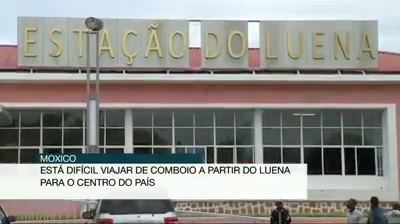 ESTAÇÃO DO LUENA
MOXICO
ESTÁ DIFÍCIL VIAJAR DE COMBOIO A PARTIR DO LUENA
PARA O CENTRO DO PAÍS